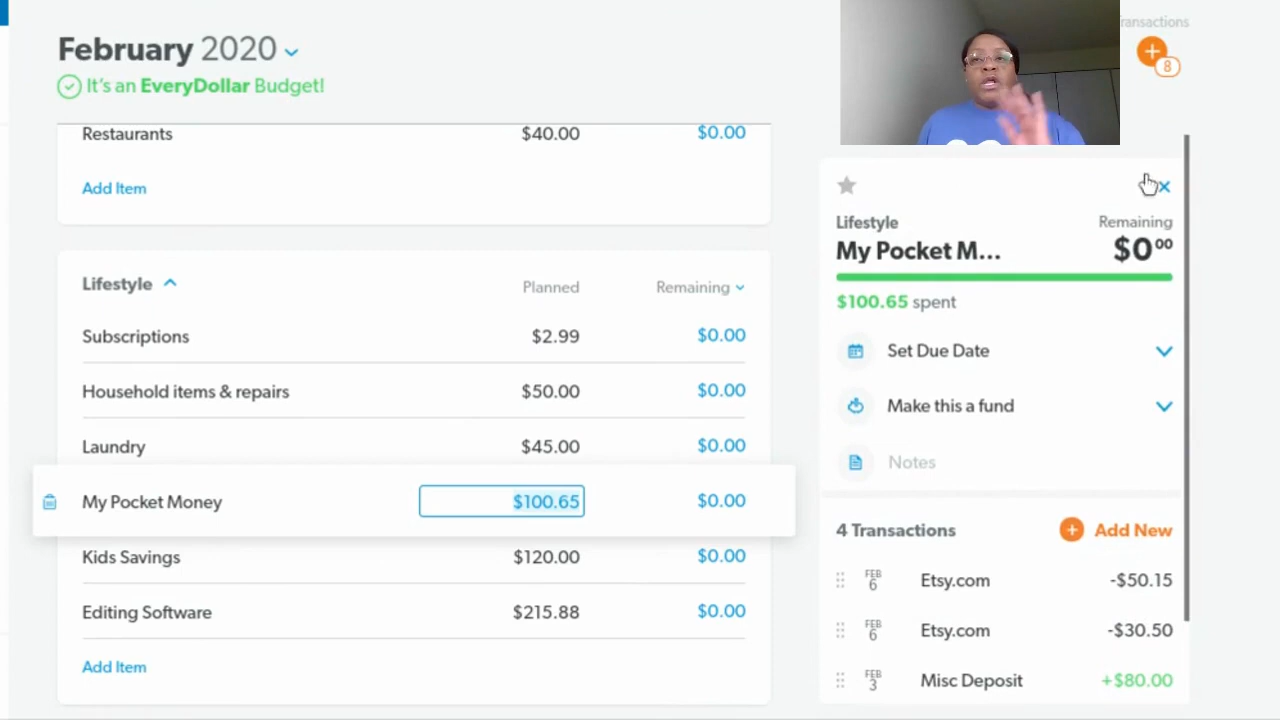 February 2020
It's an EveryDollar Budget!
Transactions
8
Restaurants $40.00 $0.00
Add Item
Lifestyle Planned Remaining
Subscriptions $2.99 $0.00
Household items & repairs $50.00 $0.00
Laundry $45.00 $0.00
My Pocket Money $100.65 $0.00
Kids Savings $120.00 $0.00
Editing Software $215.88 $0.00
Add Item
Lifestyle Remaining
My Pocket M... $0 00
$100.65 spent
Set Due Date
Make this a fund
Notes
4 Transactions Add New
FEB 6 Etsy.com -$50.15
FEB 6 Etsy.com -$30.50
FEB 3 Misc Deposit +$80.00